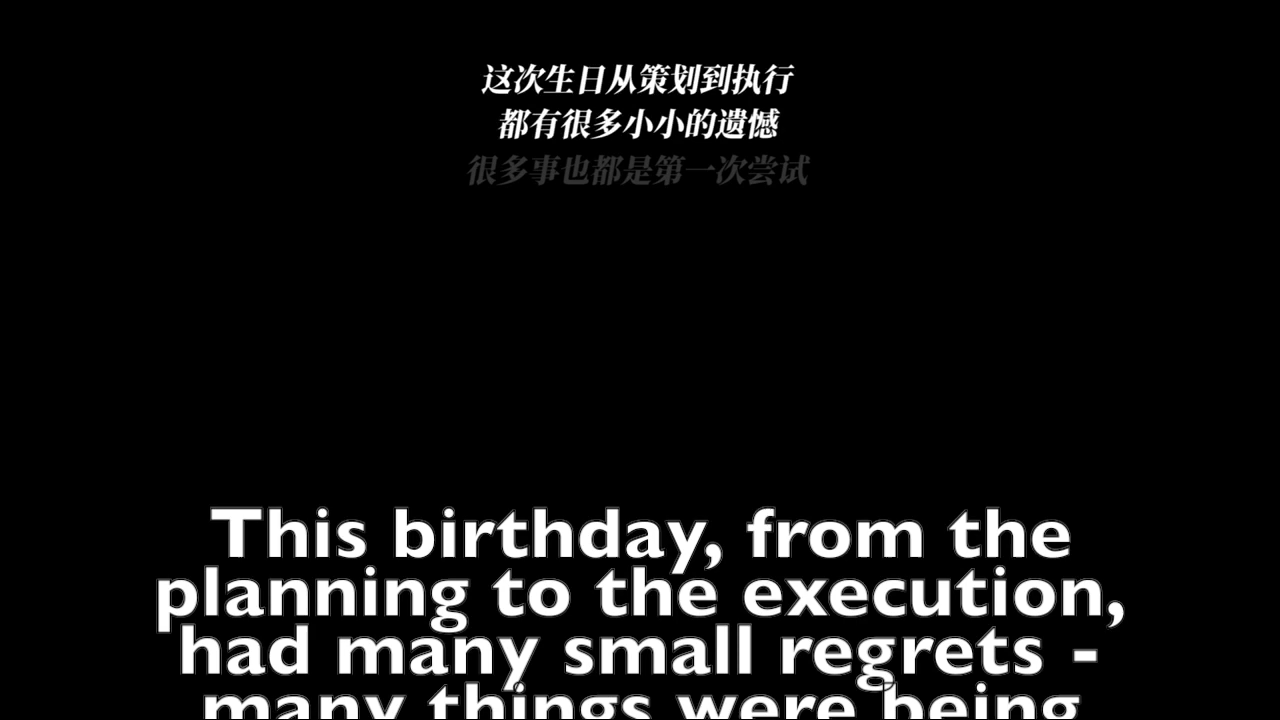 这次生日从策划到执行
都有很多小小的遗憾
很多事也都是第一次尝试
This birthday, from the
planning to the execution,
had many small regrets -
many things were being